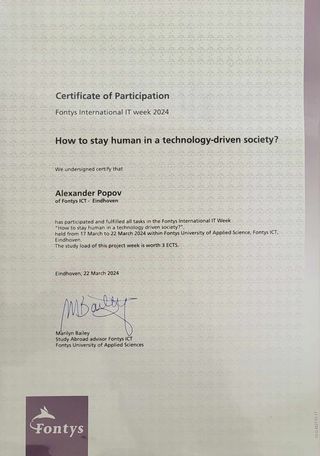 Certificate of Participation
Fontys International IT week 2024
How to stay human in a technology-driven society?
We undersigned certify that
Alexander Popov
of Fontys ICT - Eindhoven
has participated and fulfilled all tasks in the Fontys International IT Week
"How to stay human in a technology driven society?",
held from 17 March to 22 March 2024 within Fontys University of Applied Science, Fontys ICT,
Eindhoven.
The study load of this project week is worth 3 ECTS.
Eindhoven, 22 March 2024
MBailey
Marilyn Bailey
Study Abroad advisor Fontys ICT
Fontys University of Applied Sciences
Fontys